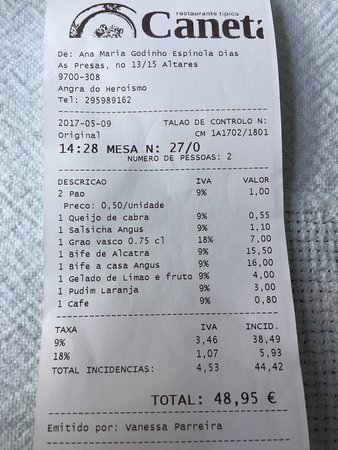 restaurante típico
Caneta
De: Ana Maria Godinho Espinola Dias
As Presas, no 13/15 Altares
9700-308
Angra do Heroismo
Tel: 295989162
2017-05-09 TALAO DE CONTROLO N:
Original CM 1A1702/1801
14:28 MESA N: 27/0
NUMERO DE PESSOAS: 2
DESCRICAO IVA VALOR
2 Pao 9% 1,00
Preco: 0,50/unidade
1 Queijo de cabra 9% 0,55
1 Salsicha Angus 9% 1,10
1 Grao vasco 0.75 cl 18% 7,00
1 Bife de Alcatra 9% 15,50
1 Bife a casa Angus 9% 16,00
1 Gelado de Limao e fruto 9% 4,00
1 Pudim Laranja 9% 3,00
1 Cafe 9% 0,80
TAXA IVA INCID.
9% 3,46 38,49
18% 1,07 5,93
TOTAL INCIDENCIAS: 4,53 44,42
TOTAL: 48,95 €
Emitido por: Vanessa Parreira